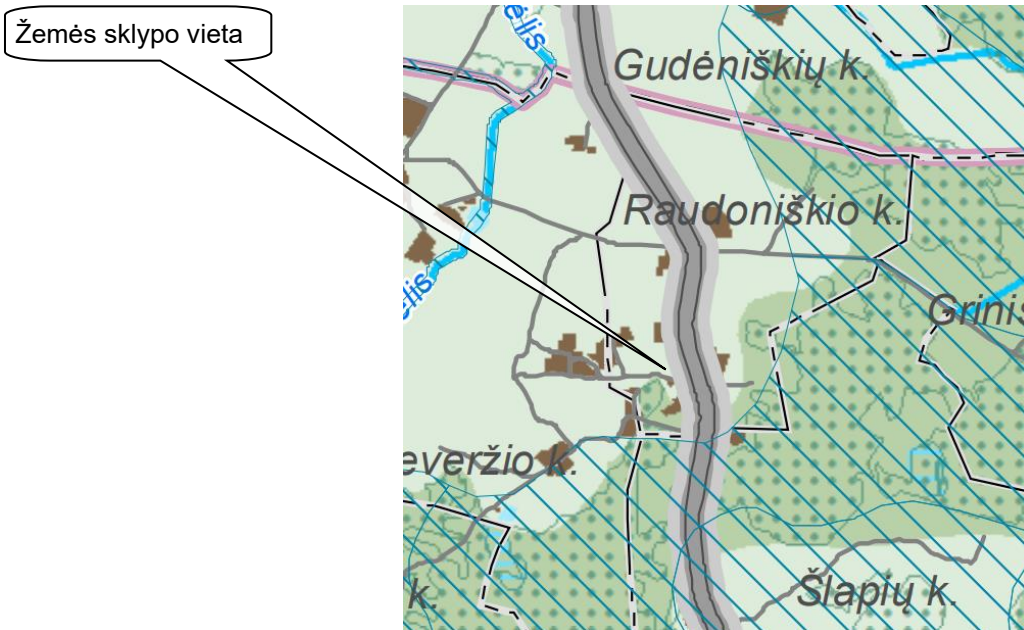 Žemės sklypo vieta
ėlis
Gudėniškių k.
Raudoniškio k.
elis
Grinis
everžio k.
k.
Šlapių k.